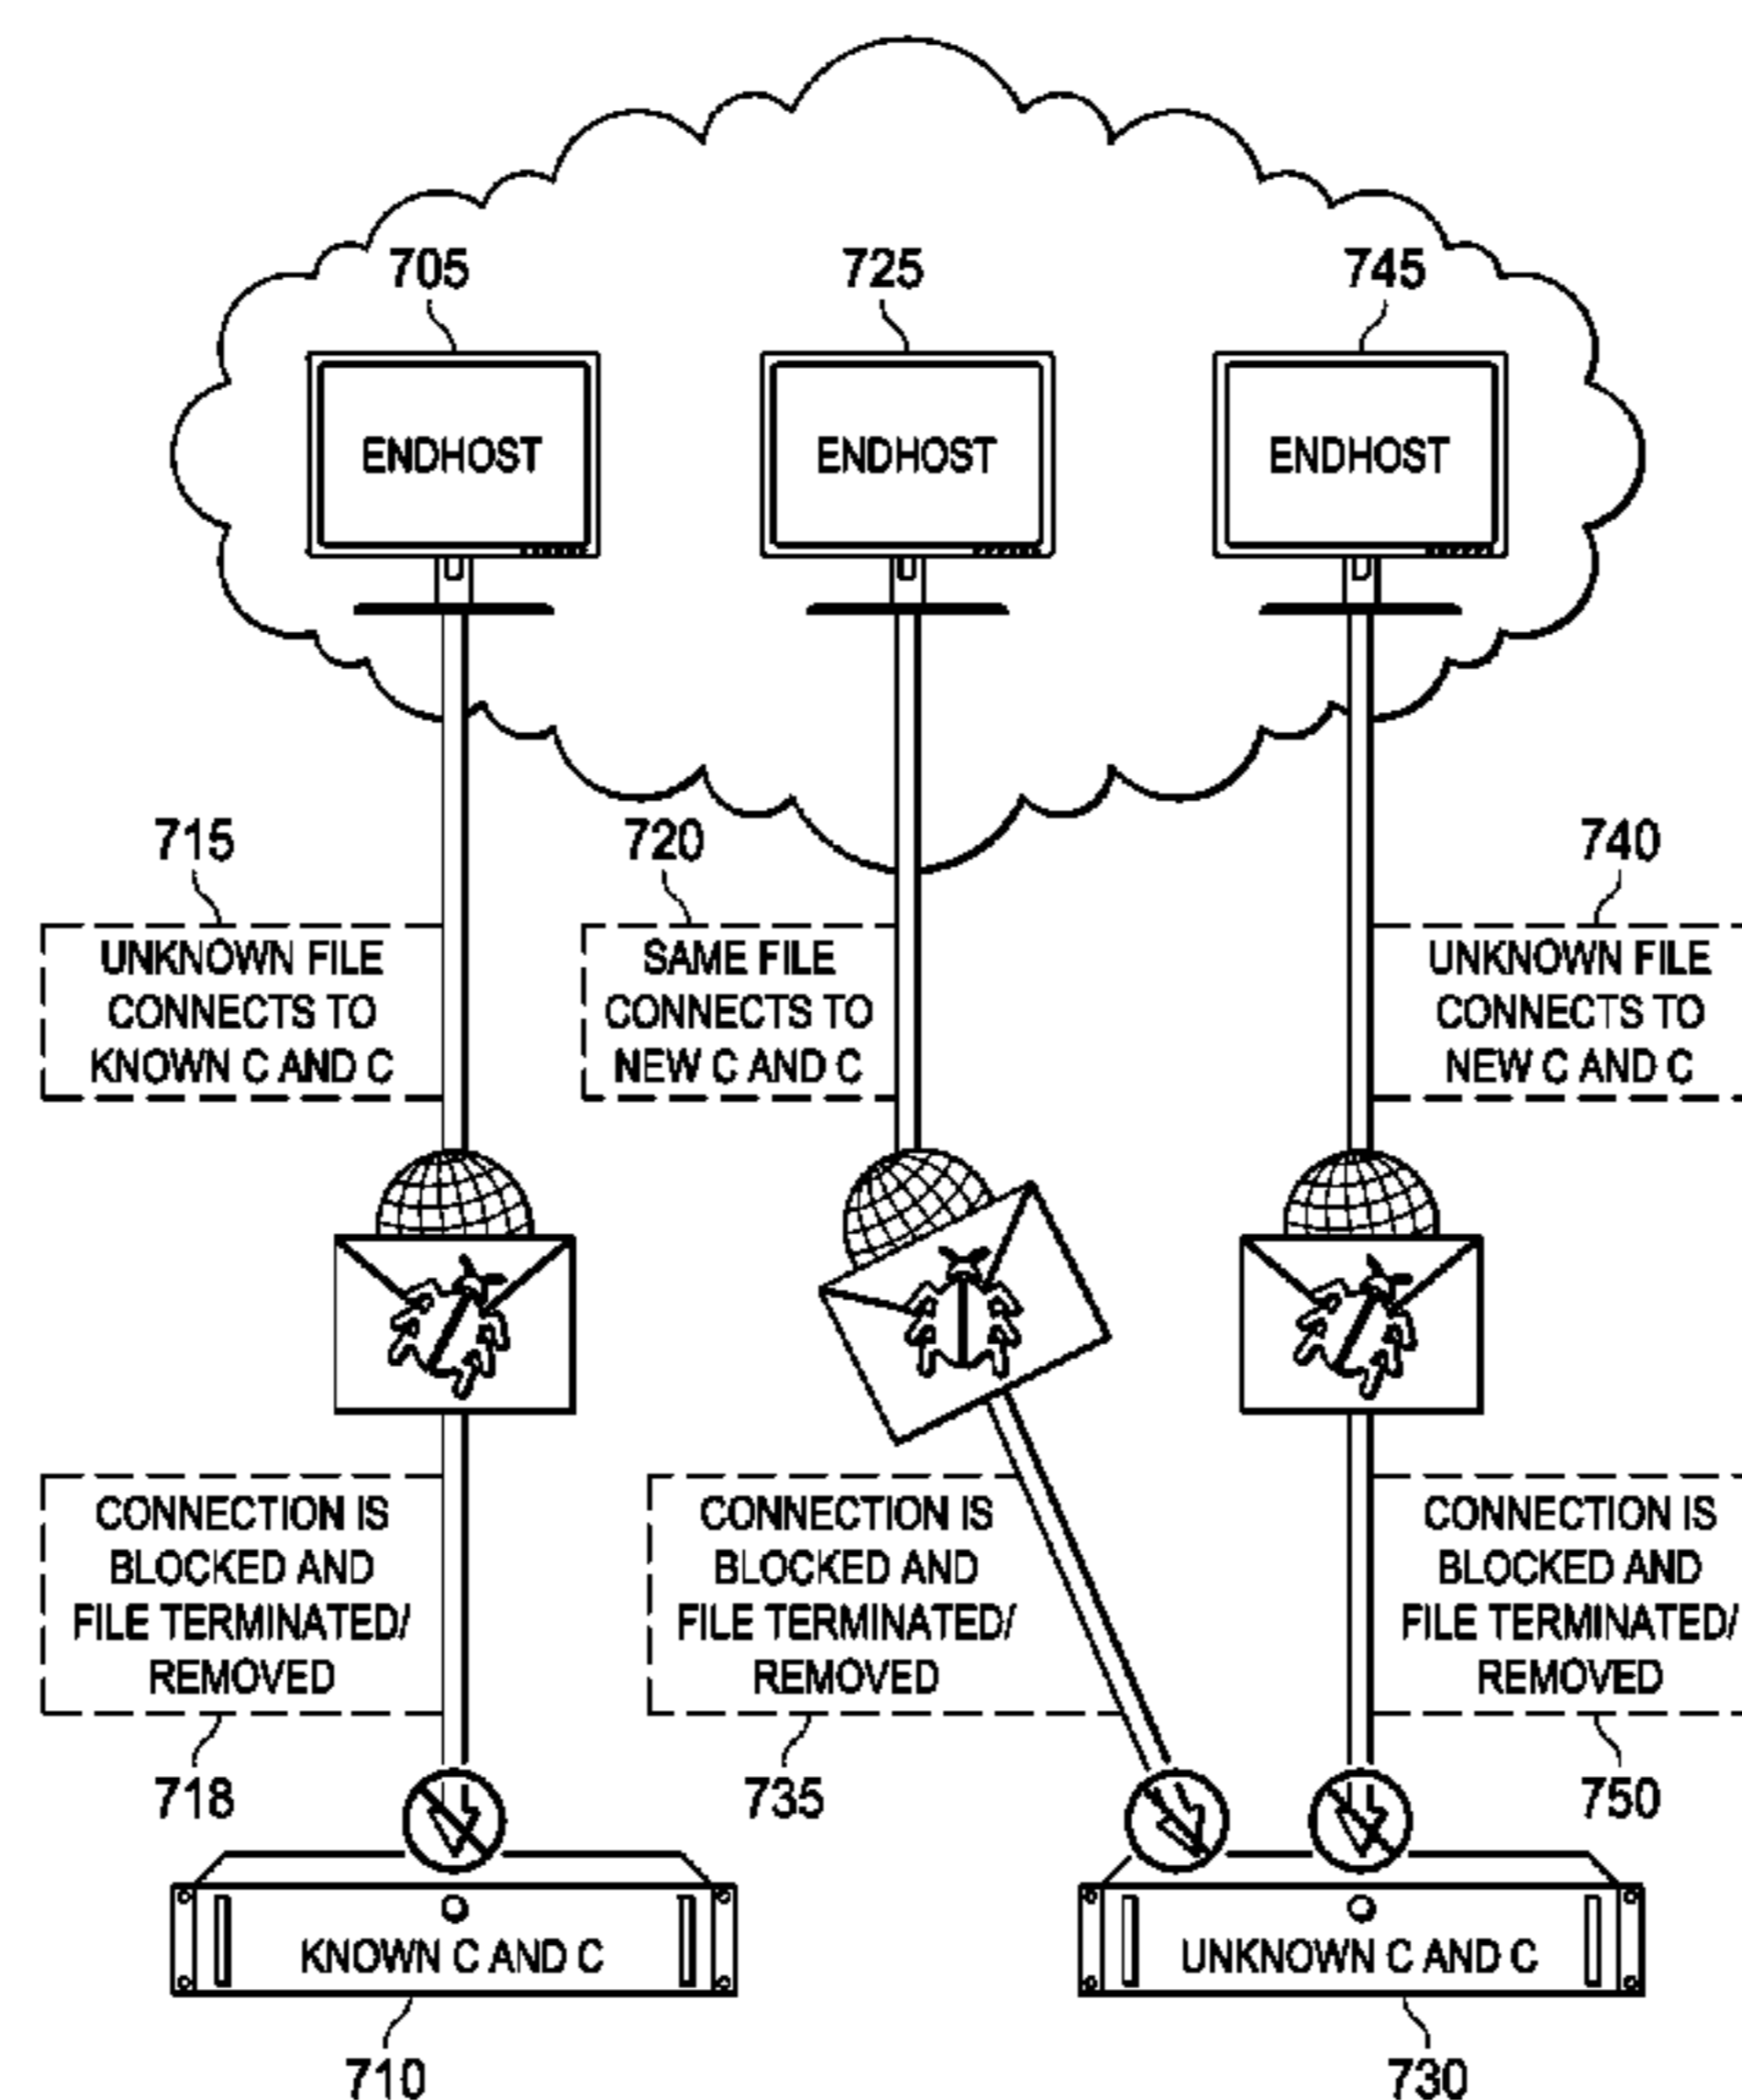 705
725
745
ENDHOST
ENDHOST
ENDHOST
715
720
740
UNKNOWN FILE
CONNECTS TO
KNOWN C AND C
SAME FILE
CONNECTS TO
NEW C AND C
UNKNOWN FILE
CONNECTS TO
NEW C AND C
CONNECTION IS
BLOCKED AND
FILE TERMINATED/
REMOVED
CONNECTION IS
BLOCKED AND
FILE TERMINATED/
REMOVED
CONNECTION IS
BLOCKED AND
FILE TERMINATED/
REMOVED
718
735
750
KNOWN C AND C
UNKNOWN C AND C
710
730